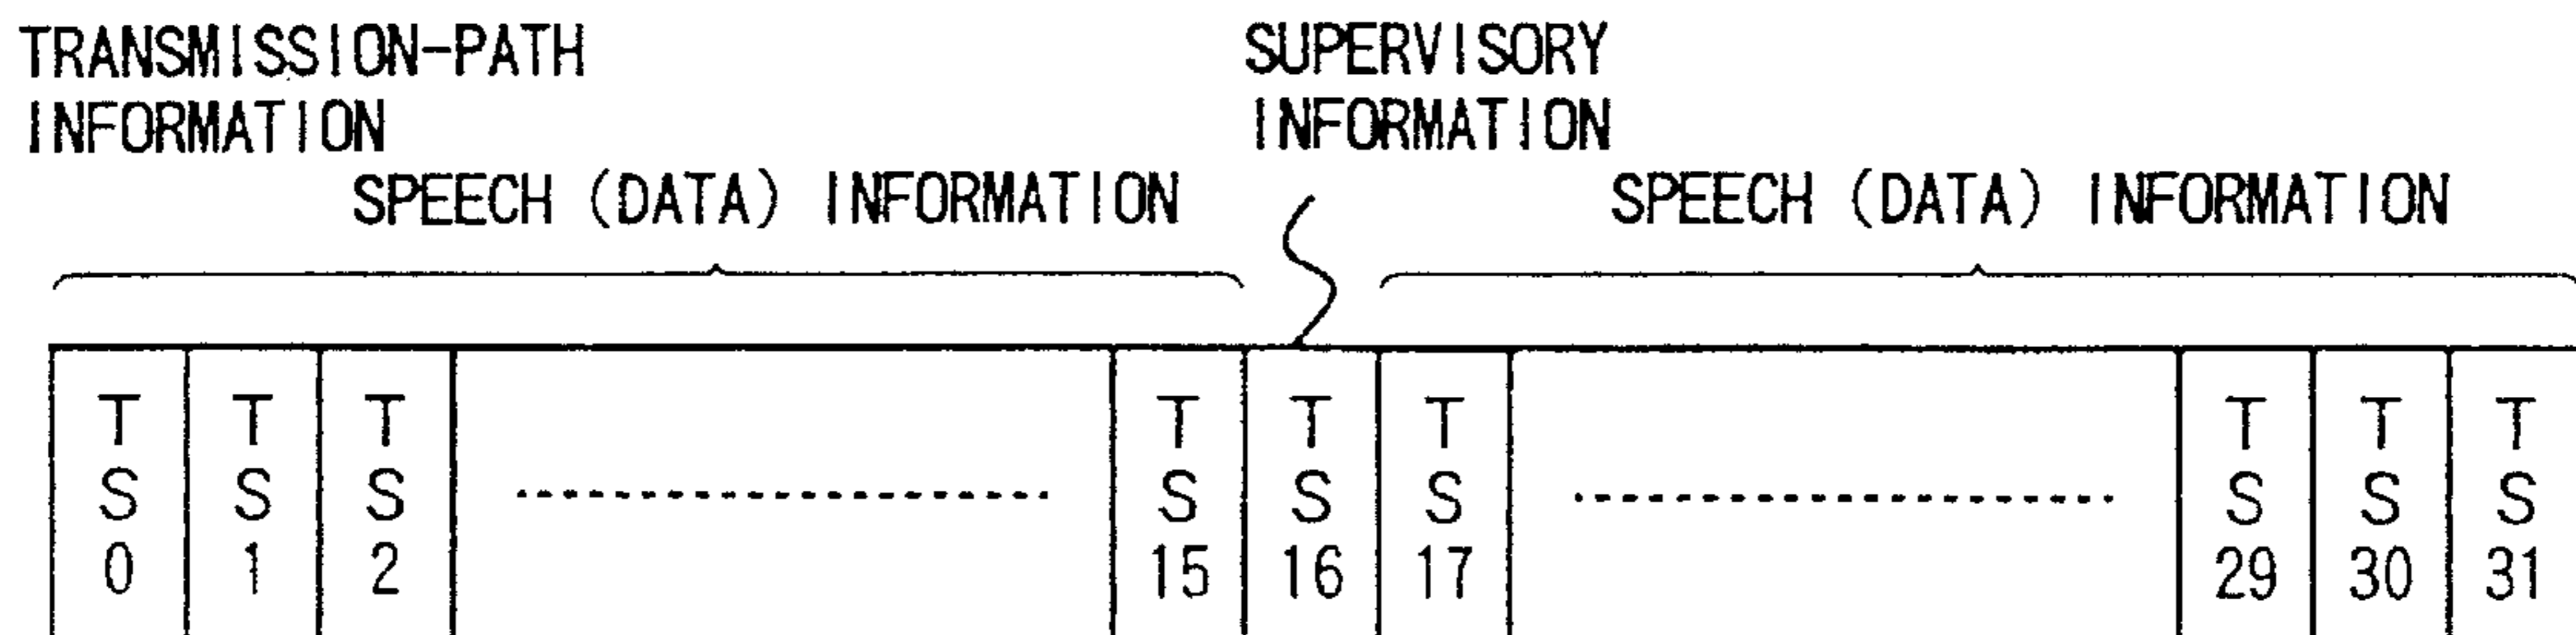 TRANSMISSION-PATH
INFORMATION
SUPERVISORY
INFORMATION
SPEECH (DATA) INFORMATION
SPEECH (DATA) INFORMATION
TS0
TS1
TS2
TS15
TS16
TS17
TS29
TS30
TS31